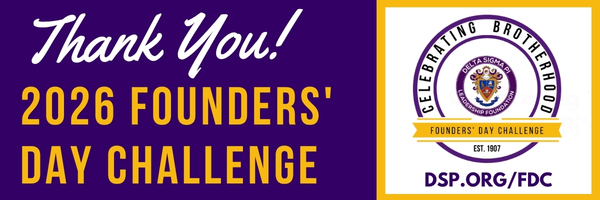 Thank You!
2026 FOUNDERS'
DAY CHALLENGE
CELEBRATING BROTHERHOOD
DELTA SIGMA PI
LEADERSHIP FOUNDATION
FOUNDERS' DAY CHALLENGE
EST. 1907
DSP.ORG/FDC